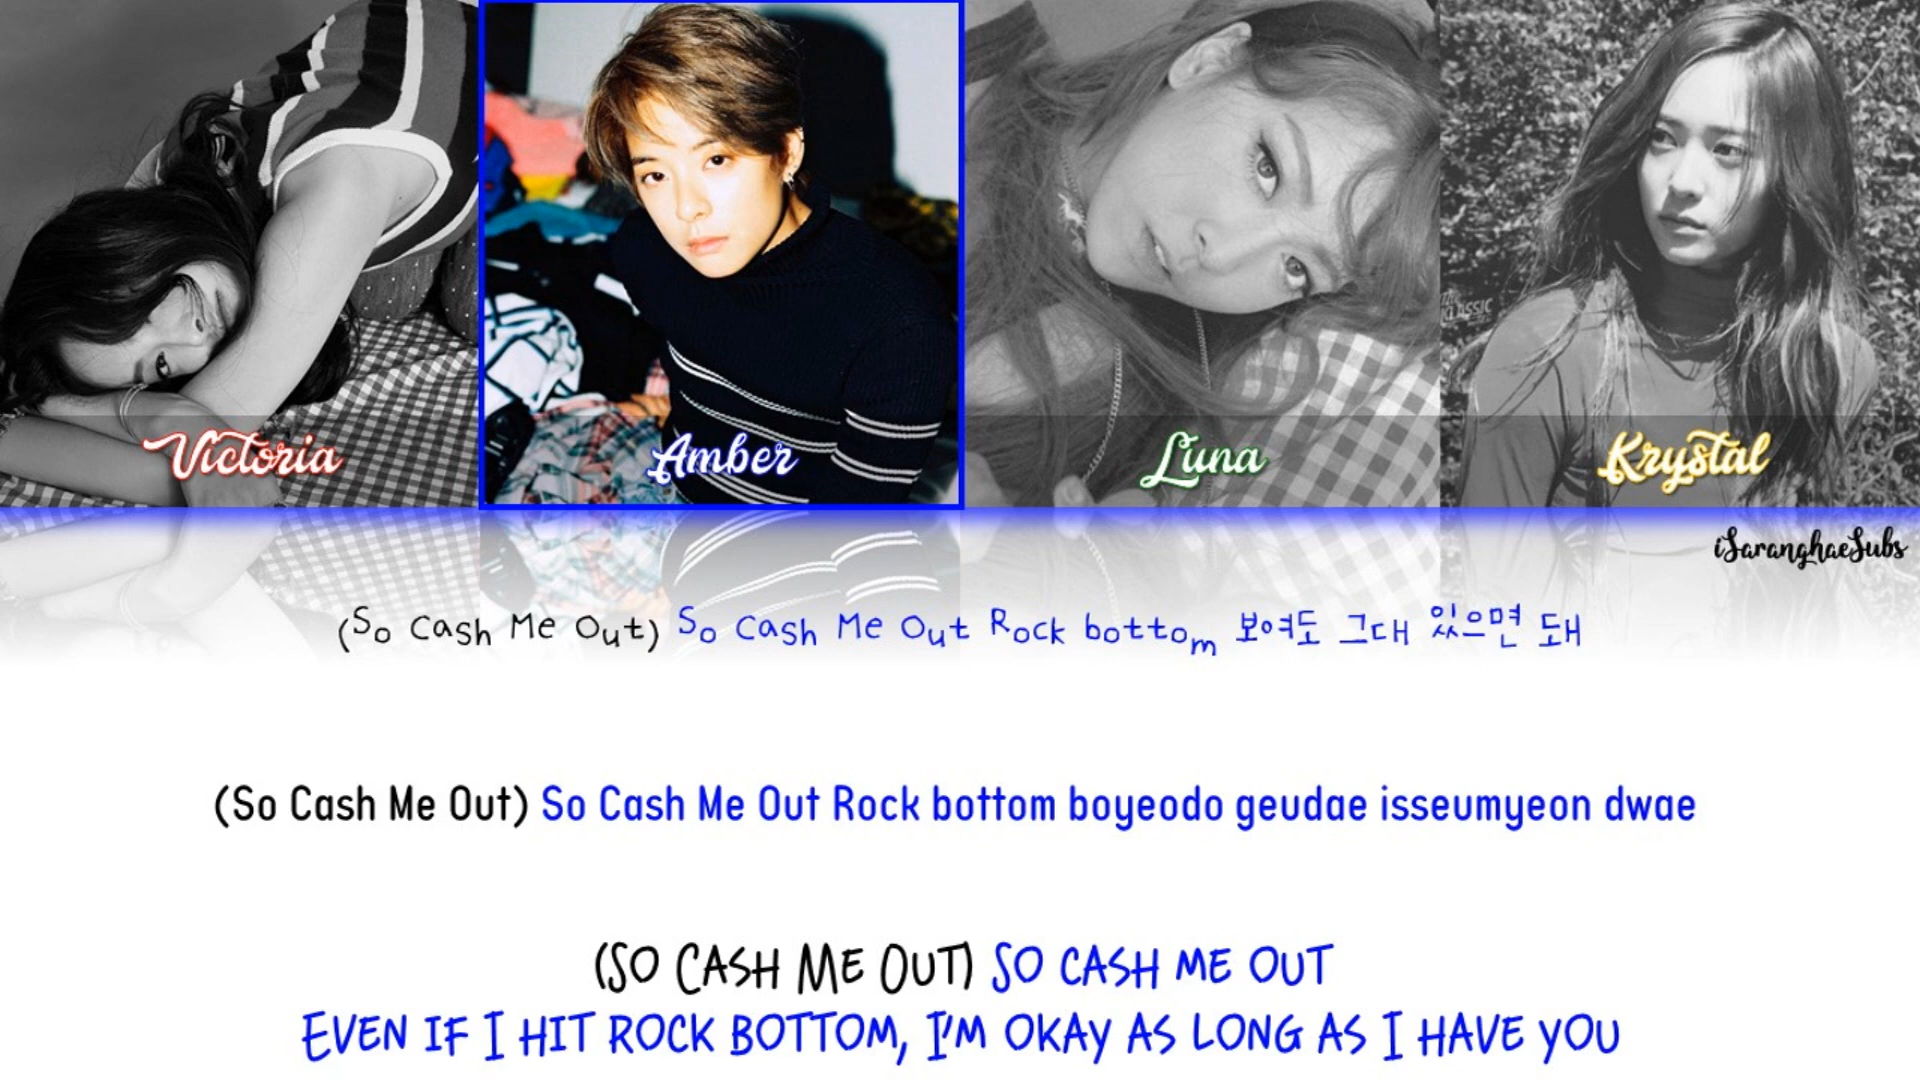 Victoria
Amber
Luna
Krystal
iSaranghaeSubs
(So Cash Me Out) So Cash Me Out Rock bottom 보여도 그대 있으면 돼
(So Cash Me Out) So Cash Me Out Rock bottom boyeodo geudae isseumyeon dwae
(SO CASH ME OUT) SO CASH ME OUT
EVEN IF I HIT ROCK BOTTOM, I'M OKAY AS LONG AS I HAVE YOU